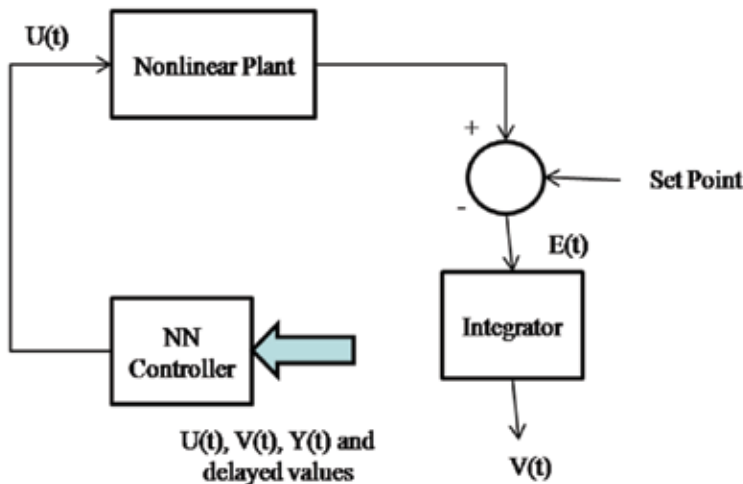 U(t)
Nonlinear Plant
+
Set Point
-
E(t)
Integrator
NN
Controller
U(t), V(t), Y(t) and
delayed values
V(t)